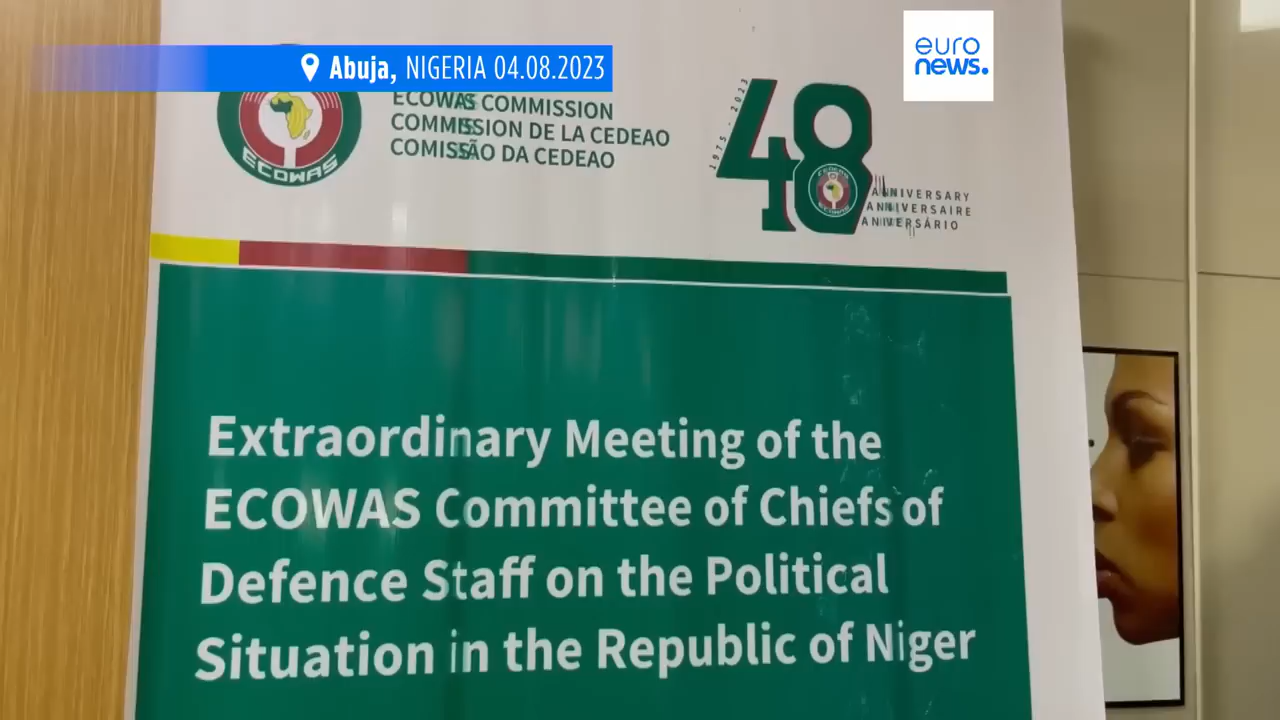 Abuja, NIGERIA 04.08.2023
euro
news.
ECOWAS COMMISSION
COMMISSION DE LA CEDEAO
COMISSÃO DA CEDEAO
ECOWAS
1975 - 2023
48
ANNIVERSARY
ANNIVERSAIRE
ANIVERSÁRIO
Extraordinary Meeting of the
ECOWAS Committee of Chiefs of
Defence Staff on the Political
Situation in the Republic of Niger